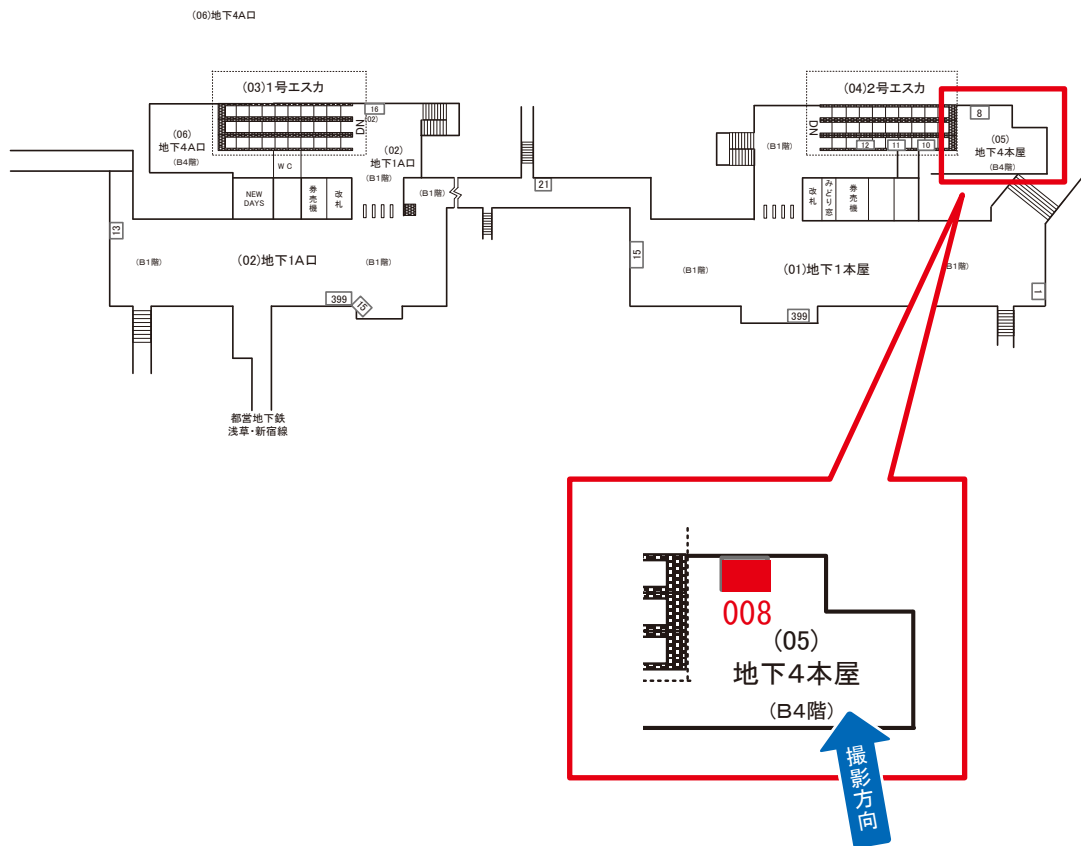 (06)地下4A口
(03)1号エスカ
16
(02)
DN
(06)
地下4A口
(B4階)
(02)
地下1A口
(B1階)
WC
NEW
DAYS
券売機
改札
(B1階)
21
13
(B1階)
(02)地下1A口
(B1階)
399
15
都営地下鉄
浅草・新宿線
(04)2号エスカ
8
DN
(B1階)
12
11
10
(05)
地下4本屋
(B4階)
改札
みどり窓
券売機
15
(B1階)
(01)地下1本屋
(B1階)
1
399
008
(05)
地下4本屋
(B4階)
撮影方向